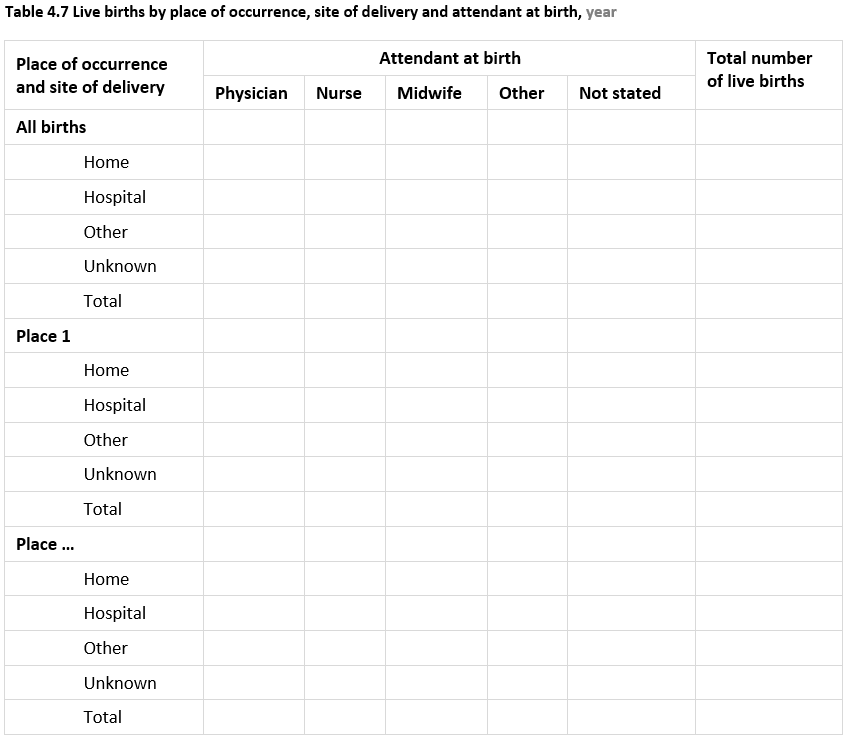 Table 4.7 Live births by place of occurrence, site of delivery and attendant at birth, year
Place of occurrence
and site of delivery
Attendant at birth
Total number
of live births
Physician
Nurse
Midwife
Other
Not stated
All births
Home
Hospital
Other
Unknown
Total
Place 1
Home
Hospital
Other
Unknown
Total
Place ...
Home
Hospital
Other
Unknown
Total